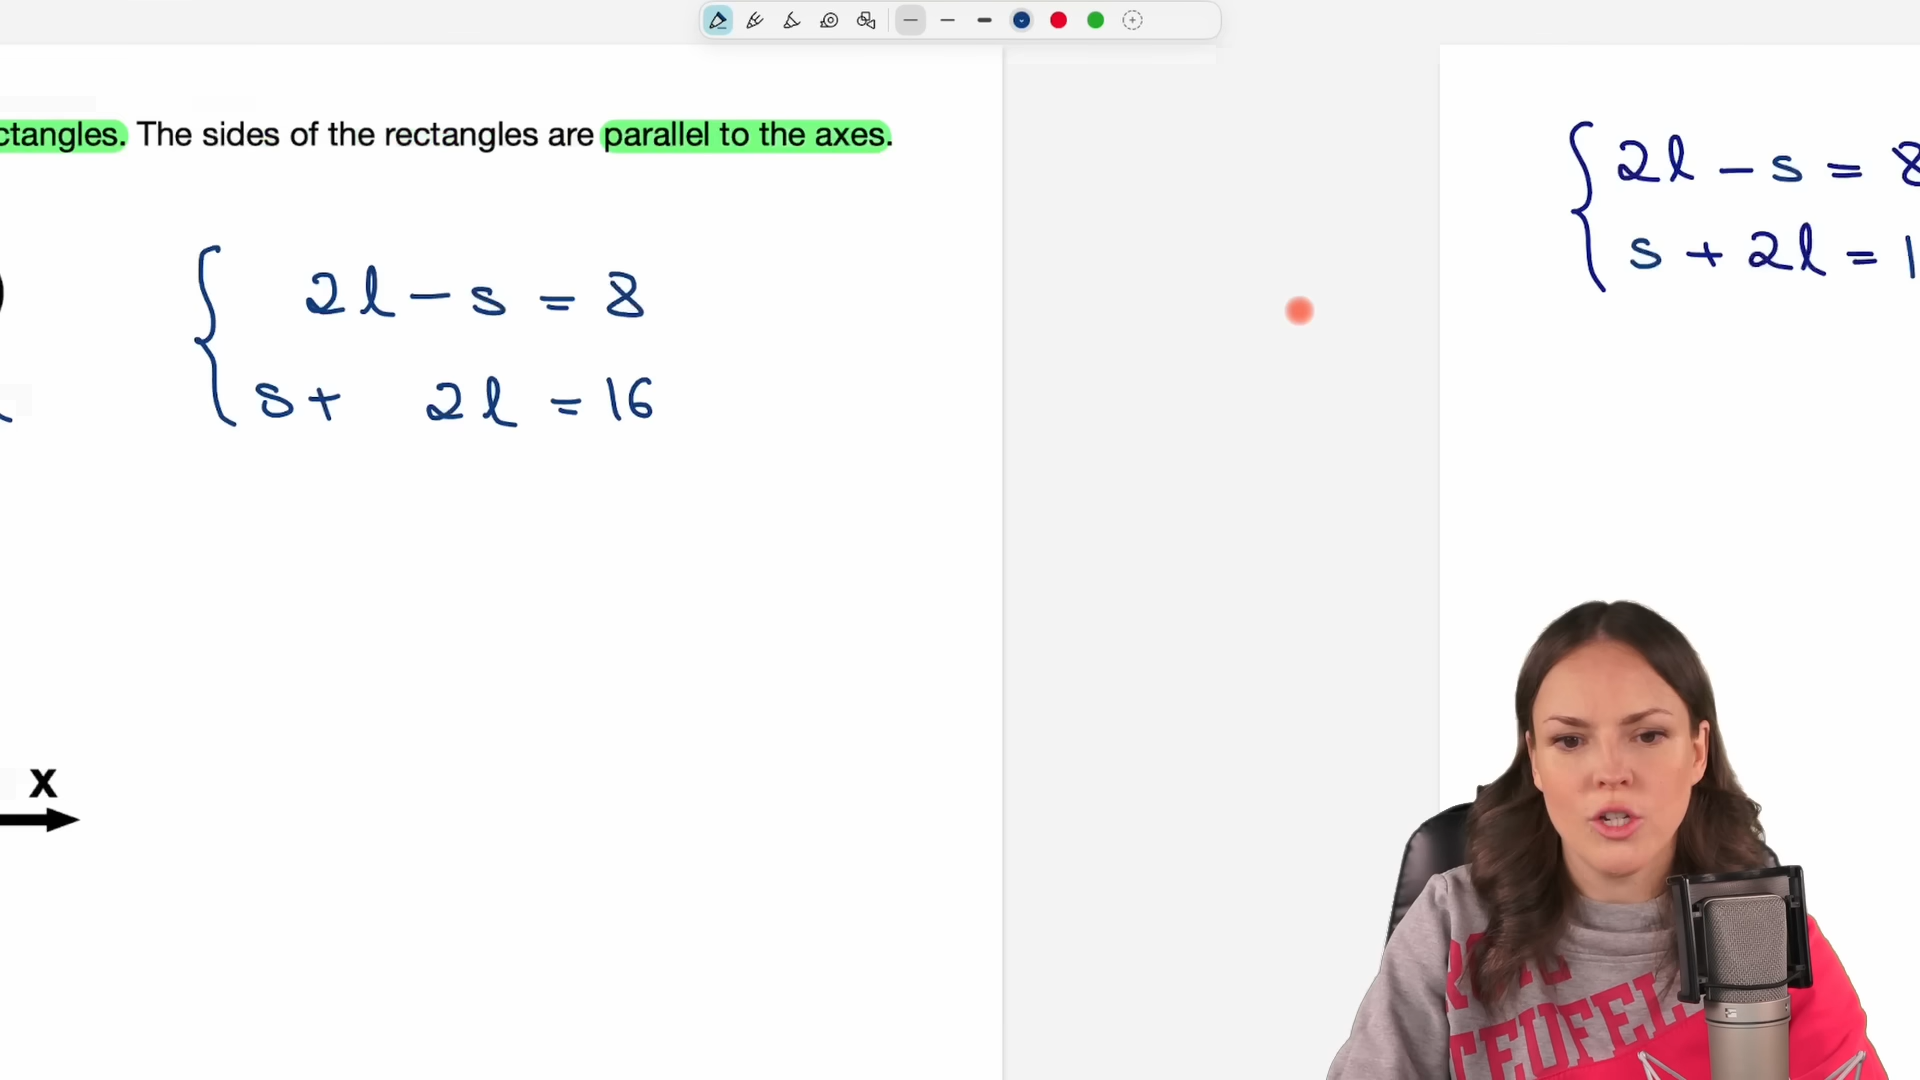 ctangles. The sides of the rectangles are parallel to the axes.
2l - s = 8
s + 2l = 16
x
2l - s = 8
s + 2l = 1
TEUFEL